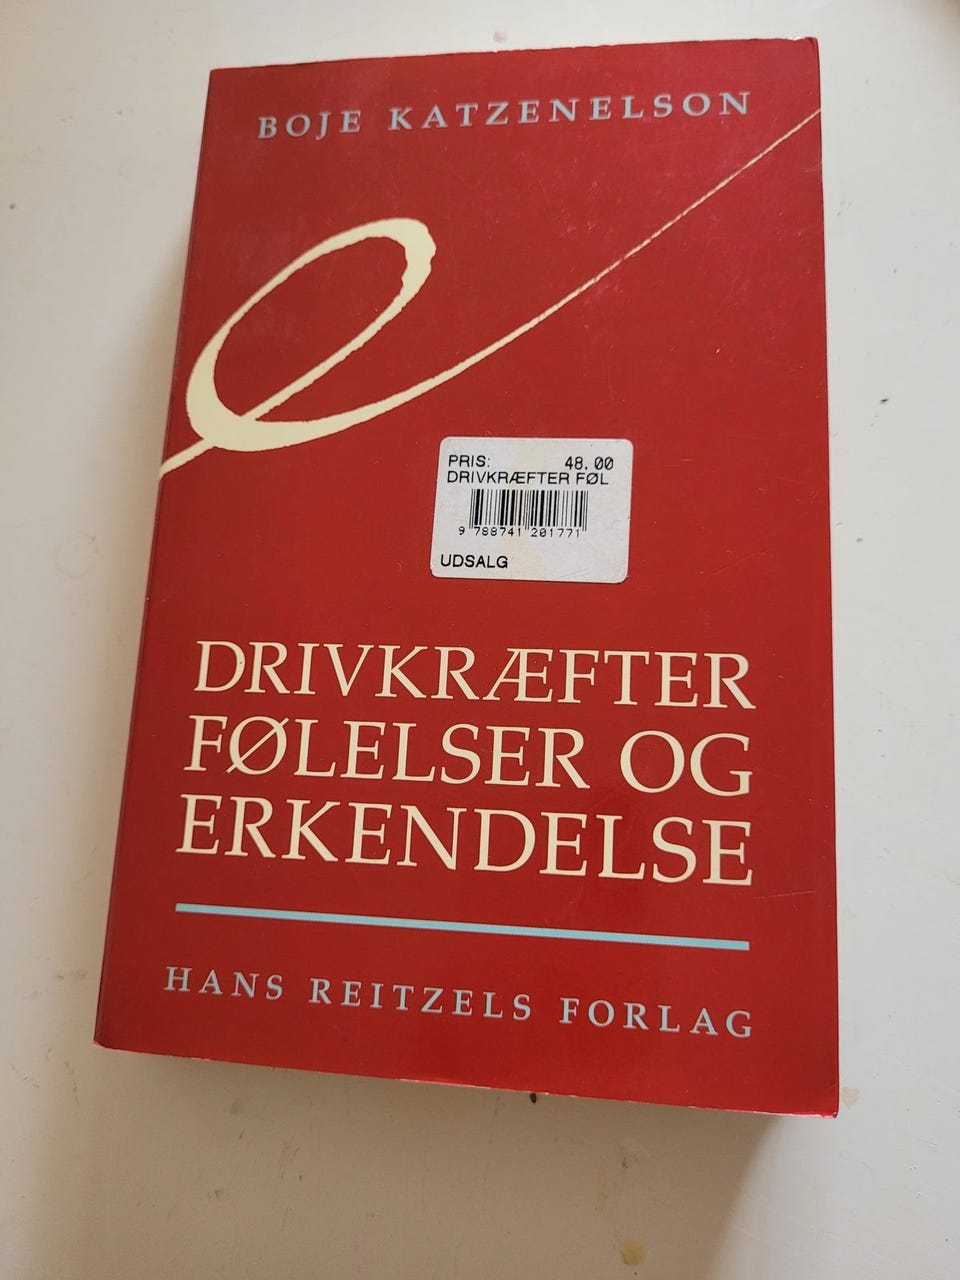 BOJE KATZENELSON
PRIS: 48.00
DRIVKRÆFTER FØL
9 788741 201771
UDSALG
DRIVKRÆFTER
FØLELSER OG
ERKENDELSE
HANS REITZELS FORLAG